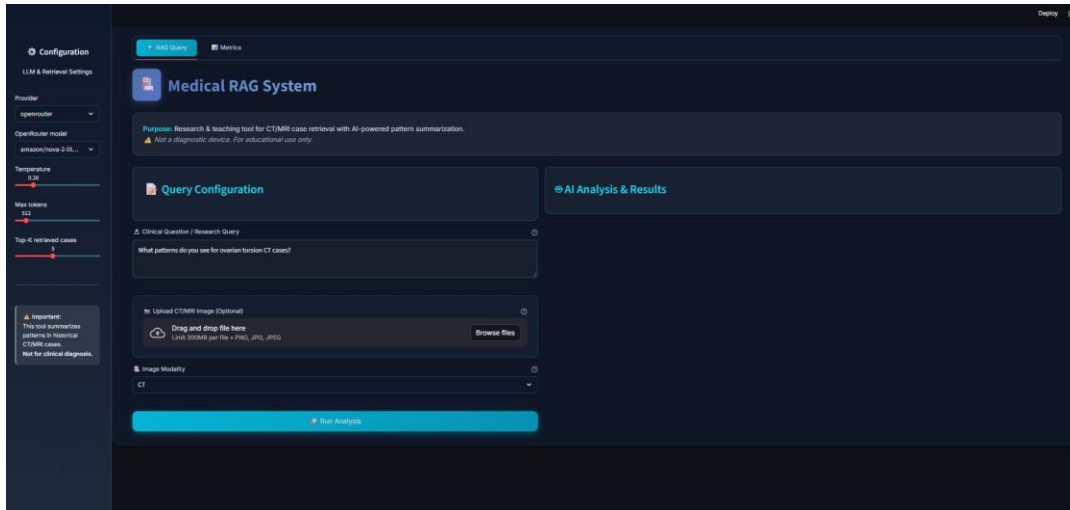 Deploy
Configuration
LLM & Retrieval Settings
Provider
openrouter
OpenRouter model
amazon/nova-2-lit...
Temperature
0.20
Max tokens
512
Top-K retrieved cases
5
Important:
This tool summarizes
patterns in historical
CT/MRI cases.
Not for clinical diagnosis.
RAG Query
Metrics
Medical RAG System
Purpose: Research & teaching tool for CT/MRI case retrieval with AI-powered pattern summarization.
Not a diagnostic device. For educational use only.
Query Configuration
Clinical Question / Research Query
What patterns do you see for ovarian torsion CT cases?
Upload CT/MRI Image (Optional)
Drag and drop file here
Limit 200MB per file • PNG, JPG, JPEG
Browse files
Image Modality
CT
Run Analysis
AI Analysis & Results